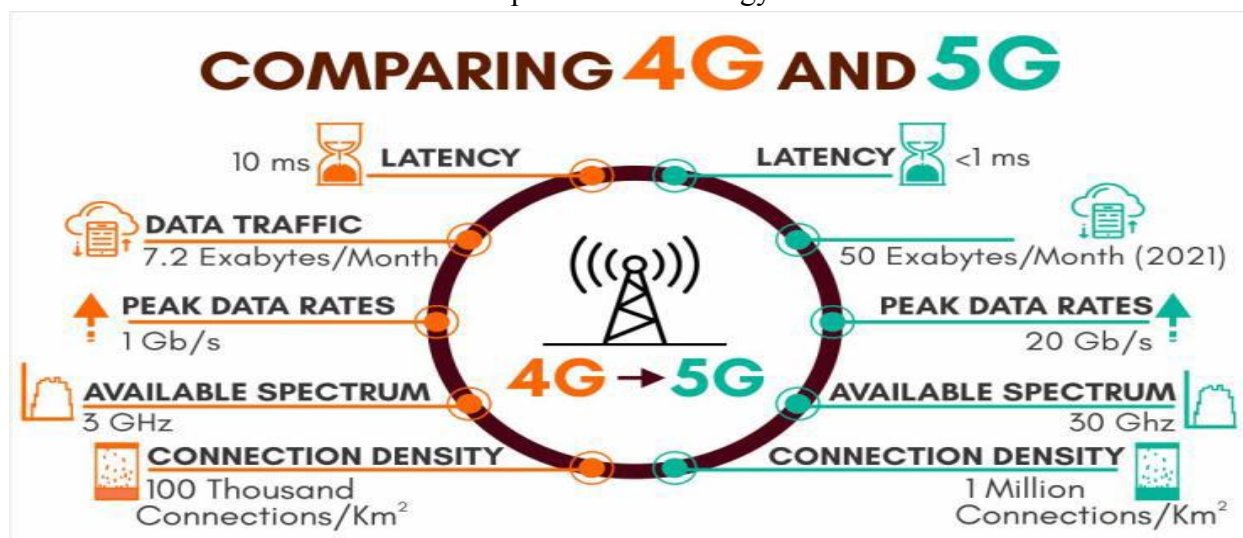 COMPARING 4G AND 5G
10 ms
LATENCY
DATA TRAFFIC
7.2 Exabytes/Month
PEAK DATA RATES
1 Gb/s
AVAILABLE SPECTRUM
3 GHz
CONNECTION DENSITY
100 Thousand
Connections/Km²
4G → 5G
LATENCY
<1 ms
50 Exabytes/Month (2021)
PEAK DATA RATES
20 Gb/s
AVAILABLE SPECTRUM
30 Ghz
CONNECTION DENSITY
1 Million
Connections/Km²